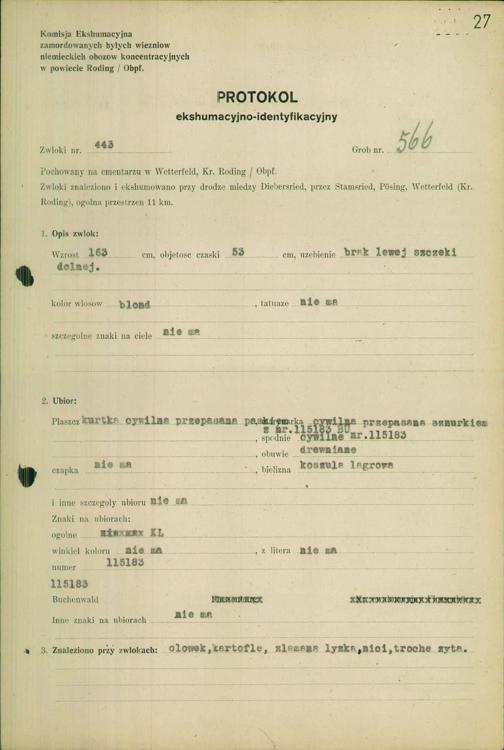 27
Komisja Ekshumacyjna
zamordowanych byłych wiezniow
niemieckich obozow koncentracyjnych
w powiecie Roding / Obpf.
PROTOKOL
ekshumacyjno-identyfikacyjny
Zwloki nr. 443 Grob nr. 566
Pochowany na cmentarzu w Wetterfeld, Kr. Roding / Obpf.
Zwloki znaleziono i ekshumowano przy drodze miedzy Diebersried, przez Stamsried, Pösing, Wetterfeld (Kr.
Roding), ogolna przestrzen 11 km.
1. Opis zwlok:
Wzrost 163 cm, objetosc czaski 53 cm, uzebienie brak lewej szczeki
dolnej.
kolor wlosow blond , tatuaze nie ma
szczegolne znaki na ciele nie ma
2. Ubior:
Plaszcz kurtka cywilna przepasana cywilna przepasana sznurkiem
z nr.115183 BU
, spodnie cywilne nr.115183
, obuwie drewniane
czapka nie ma , bielizna koszula lagrowa
i inne szczegoly ubioru nie ma
Znaki na ubiorach:
ogolne KL
winkiel koloru nie ma , z litera nie ma
numer 115183
115183
Buchenwald
Inne znaki na ubiorach nie ma
3. Znaleziono przy zwlokach: olowek,kartofle, zlamana lyzka,nici,troche zyta.